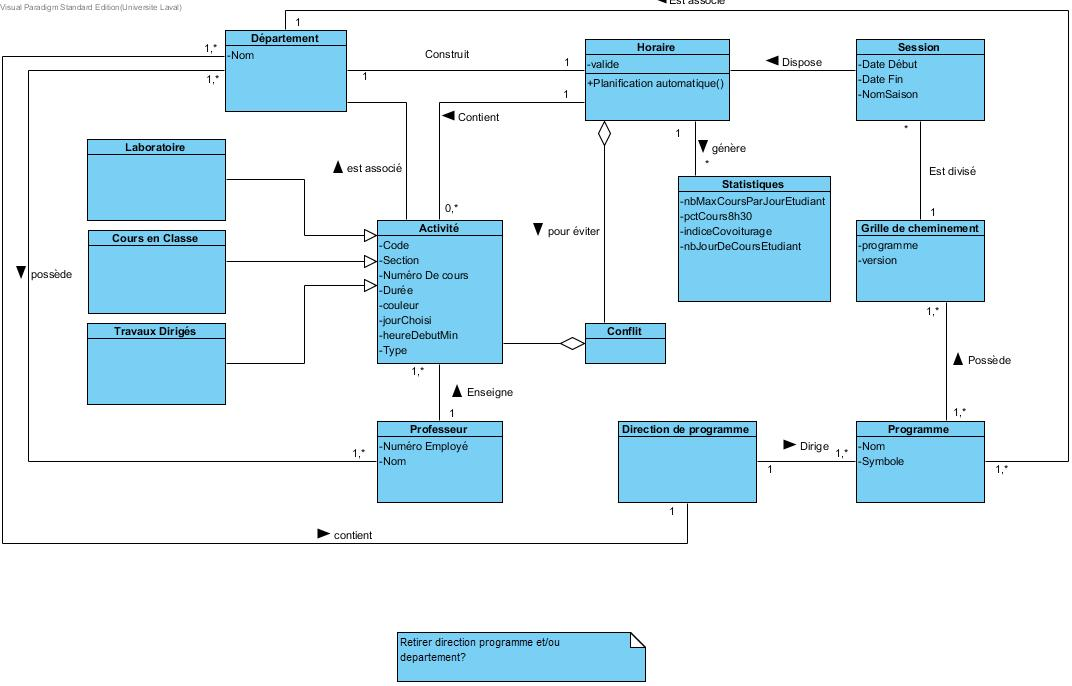 Visual Paradigm Standard Edition(Universite Laval)
Est associé
1
Département
-Nom
1,*
1,*
Construit
1
1
Horaire
-valide
+Planification automatique()
Dispose
Session
-Date Début
-Date Fin
-NomSaison
1
Contient
1
génère
*
*
Est divisé
1
Laboratoire
est associé
0,*
Statistiques
-nbMaxCoursParJourEtudiant
-pctCours8h30
-indiceCovoiturage
-nbJourDeCoursEtudiant
Grille de cheminement
-programme
-version
1,*
Cours en Classe
Activité
-Code
-Section
-Numéro De cours
-Durée
-couleur
-jourChoisi
-heureDebutMin
-Type
pour éviter
possède
Travaux Dirigés
Conflit
1,*
Enseigne
1
Possède
1,*
Professeur
-Numéro Employé
-Nom
1,*
Direction de programme
1
Dirige
1,*
Programme
-Nom
-Symbole
1,*
1
contient
Retirer direction programme et/ou
departement?